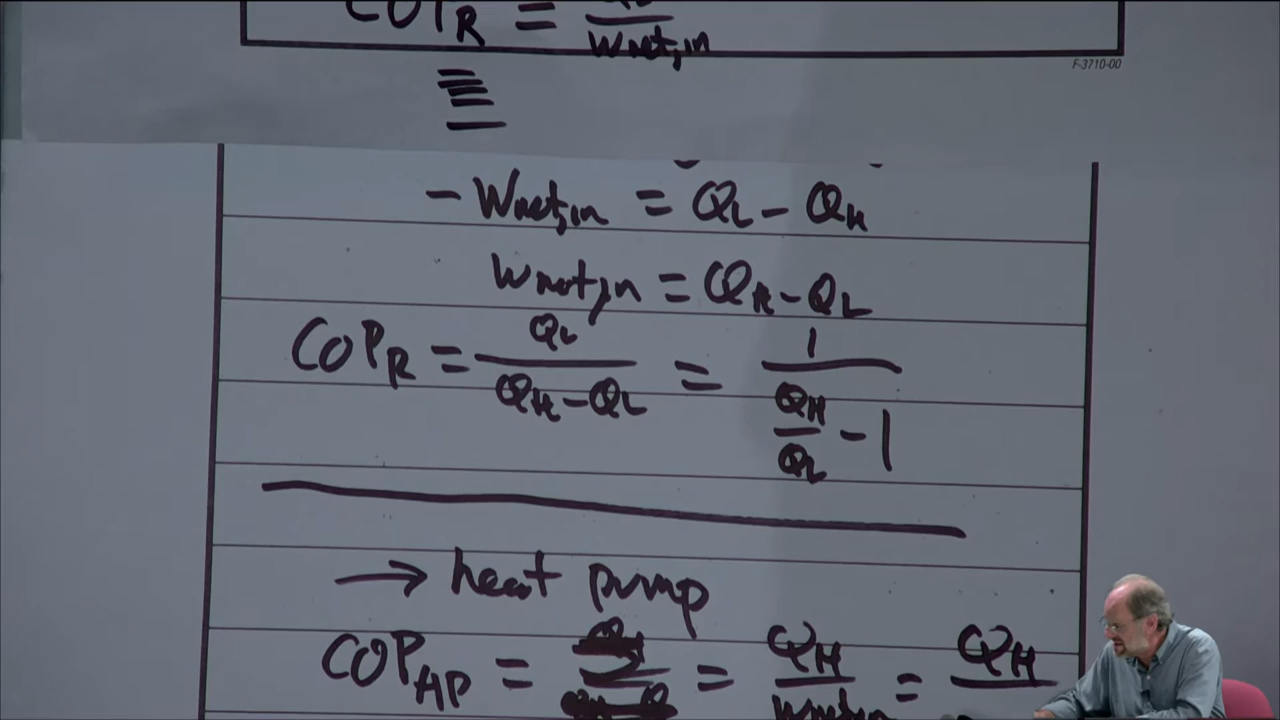 COP_R = Q_L / W_net,in
F-3710-00
- W_net,in = Q_L - Q_H
W_net,in = Q_H - Q_L
COP_R = Q_L / (Q_H - Q_L) = 1 / (Q_H / Q_L - 1)
→ heat pump
COP_HP = = Q_H / W_net,in = Q_H